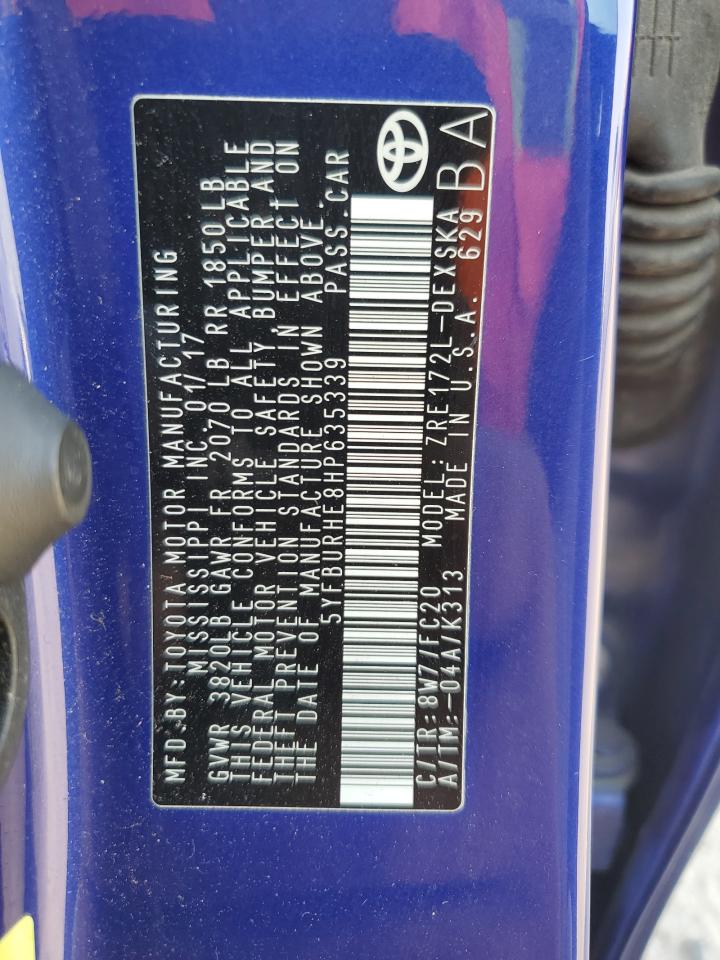 MFD.BY:TOYOTA MOTOR MANUFACTURING
MISSISSIPPI INC.01/17
GVWR 3820LB GAWR FR 2070 LB RR 1850 LB
THIS VEHICLE CONFORMS TO ALL APPLICABLE
FEDERAL MOTOR VEHICLE SAFETY, BUMPER, AND
THEFT PREVENTION STANDARDS IN EFFECT ON
THE DATE OF MANUFACTURE SHOWN ABOVE.
5YFBURHE8HP635339 PASS.CAR
C/TR:8W7/FC20 MODEL:ZRE172L-DEXSKA
A/TM:-04A/K313 MADE IN U.S.A. 629
BA